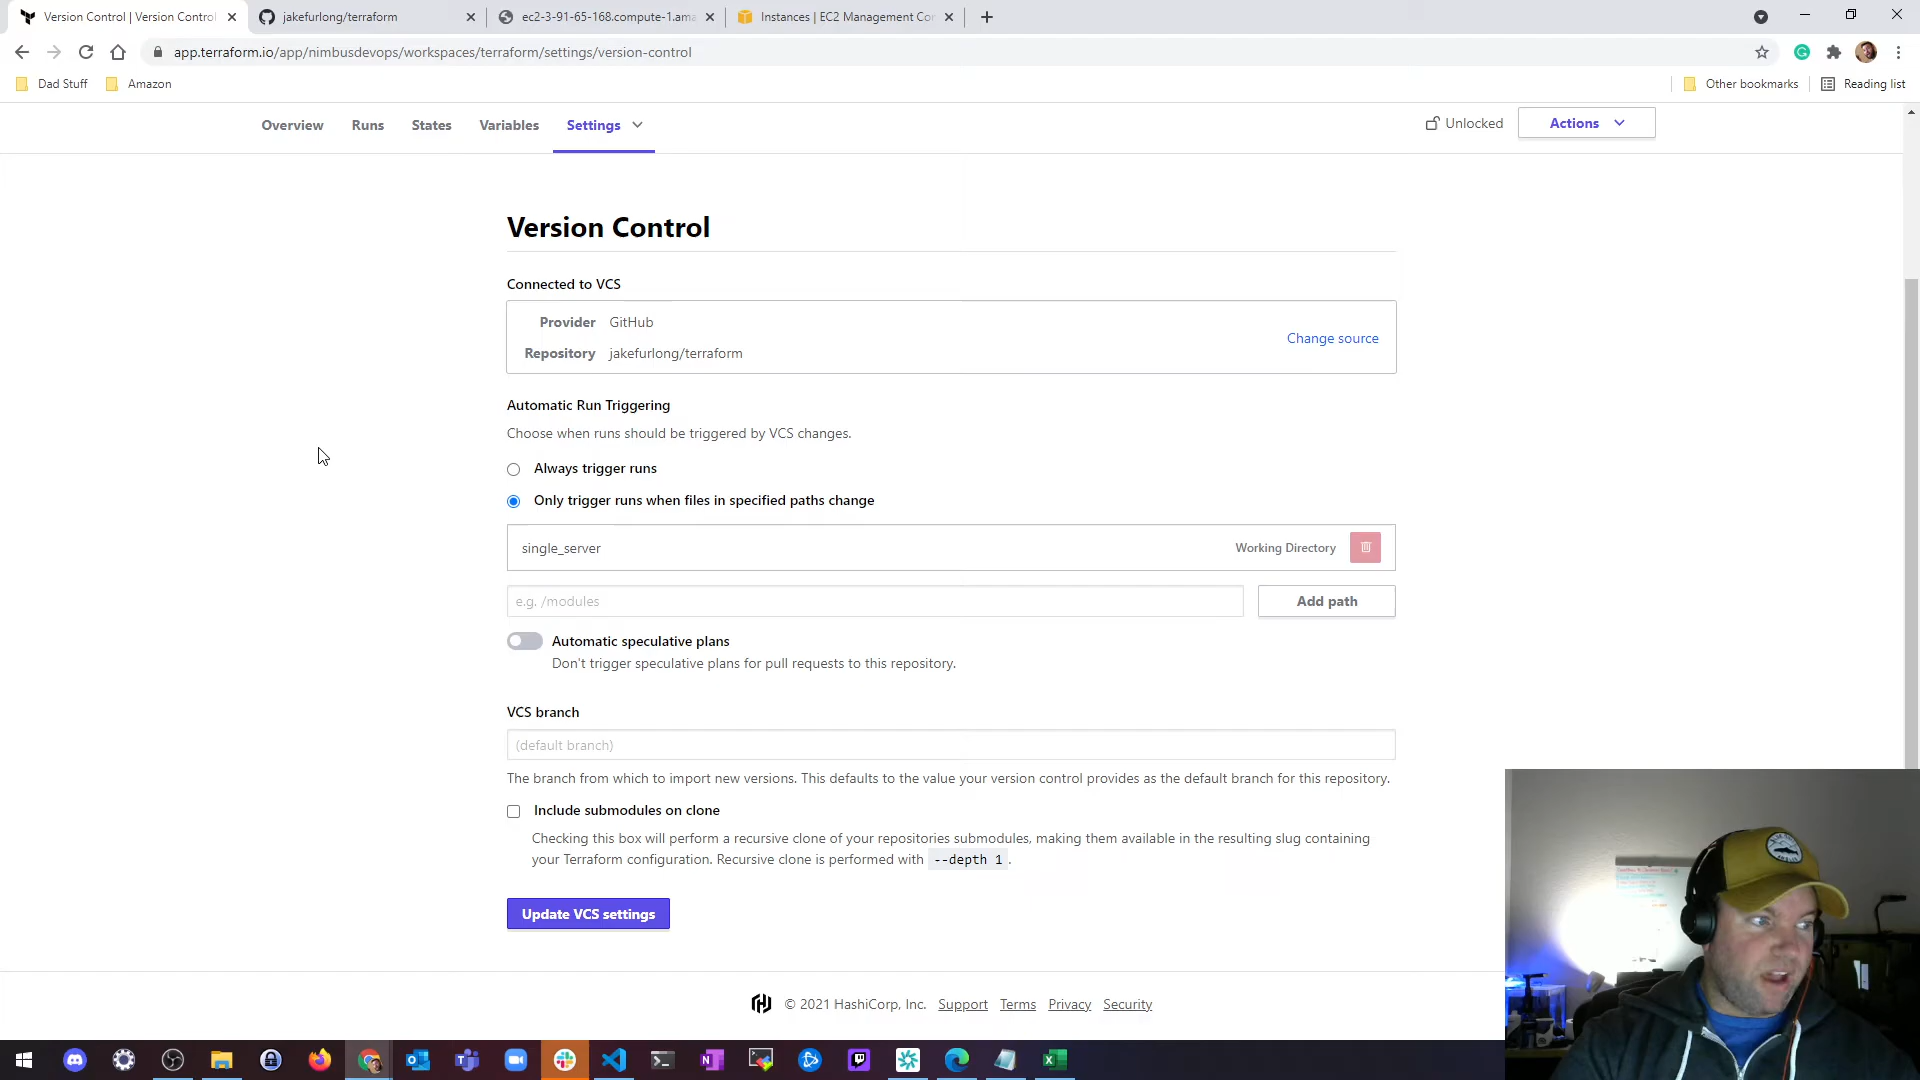 Version Control | Version Contro
jakefurlong/terraform
ec2-3-91-65-168.compute-1.ama
Instances | EC2 Management Cor
app.terraform.io/app/nimbusdevops/workspaces/terraform/settings/version-control
Dad Stuff
Amazon
Other bookmarks
Reading list
Overview
Runs
States
Variables
Settings
Unlocked
Actions
Version Control
Connected to VCS
Provider GitHub
Repository jakefurlong/terraform
Change source
Automatic Run Triggering
Choose when runs should be triggered by VCS changes.
Always trigger runs
Only trigger runs when files in specified paths change
single_server
Working Directory
e.g. /modules
Add path
Automatic speculative plans
Don't trigger speculative plans for pull requests to this repository.
VCS branch
(default branch)
The branch from which to import new versions. This defaults to the value your version control provides as the default branch for this repository.
Include submodules on clone
Checking this box will perform a recursive clone of your repositories submodules, making them available in the resulting slug containing
your Terraform configuration. Recursive clone is performed with --depth 1 .
Update VCS settings
© 2021 HashiCorp, Inc. Support Terms Privacy Security